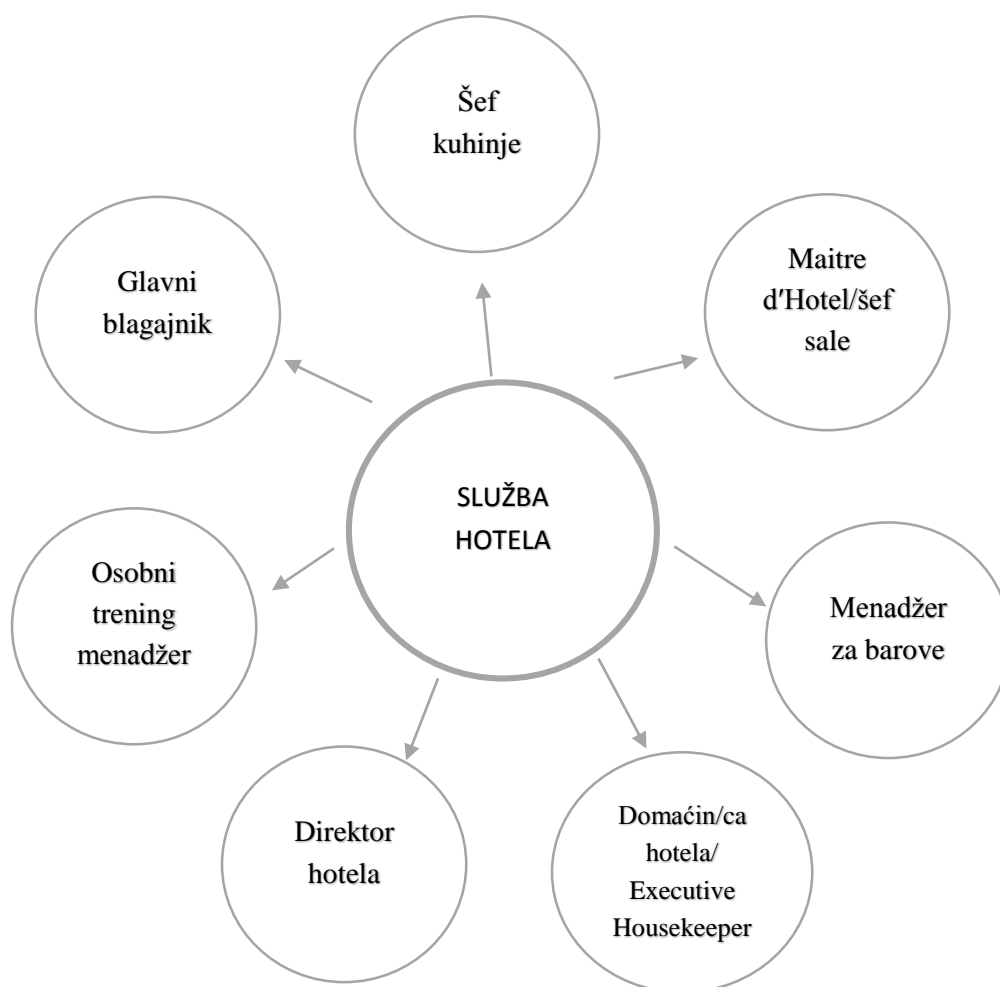 Šef
kuhinje
Glavni
blagajnik
Maitre
d'Hotel/šef
sale
SLUŽBA
HOTELA
Osobni
trening
menadžer
Menadžer
za barove
Direktor
hotela
Domaćin/ca
hotela/
Executive
Housekeeper